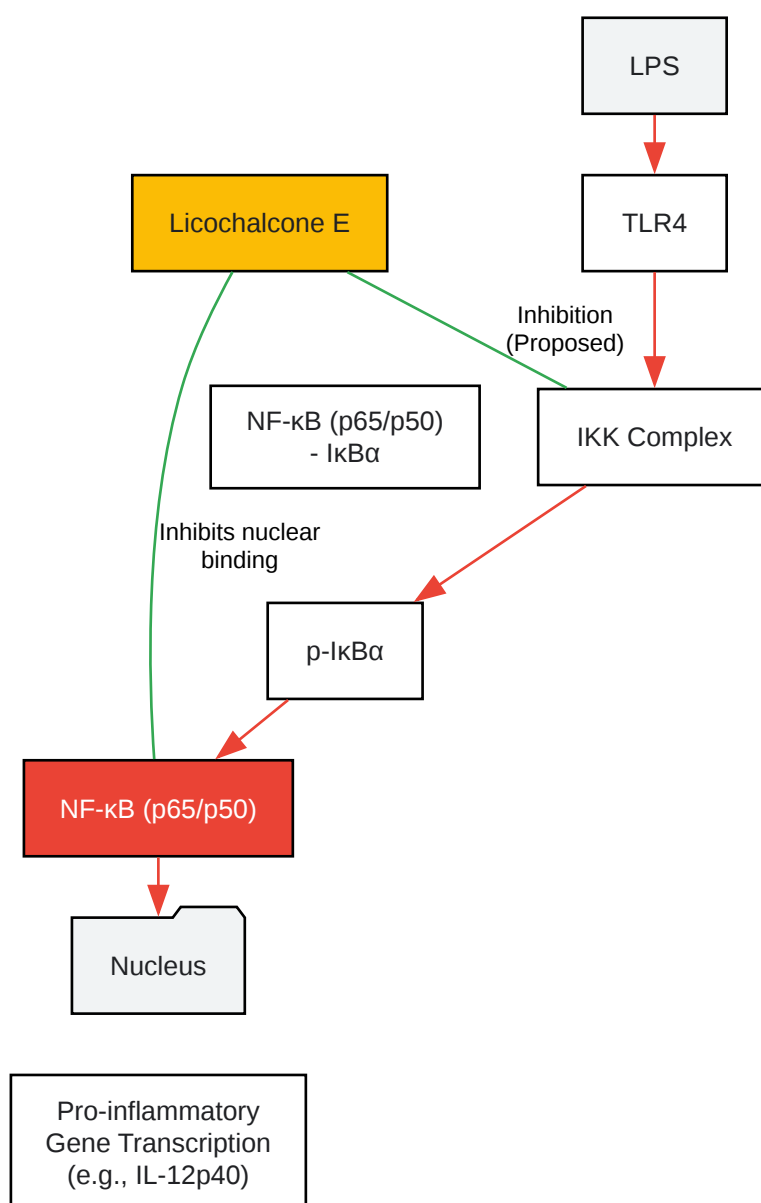 LPS
Licochalcone E
TLR4
Inhibition
(Proposed)
NF-κB (p65/p50)
- IκBα
IKK Complex
Inhibits nuclear
binding
p-IκBα
NF-κB (p65/p50)
Nucleus
Pro-inflammatory
Gene Transcription
(e.g., IL-12p40)